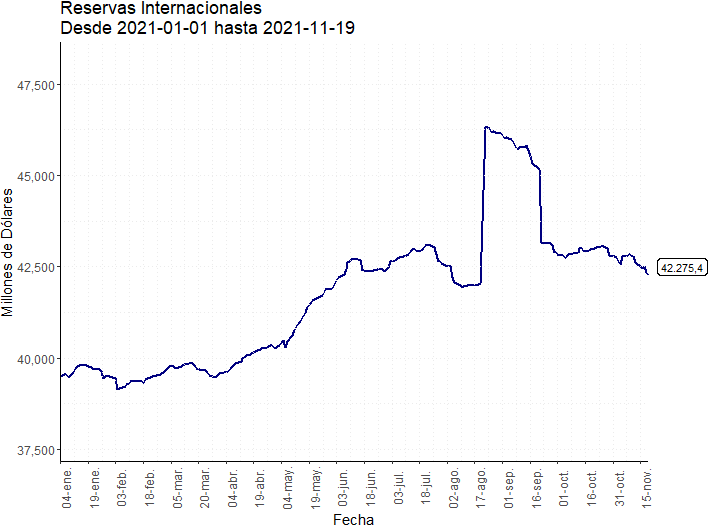 Reservas Internacionales
Desde 2021-01-01 hasta 2021-11-19
Millones de Dólares
47,500
45,000
42,500
40,000
37,500
42.275,4
04-ene.
19-ene.
03-feb.
18-feb.
05-mar.
20-mar.
04-abr.
19-abr.
04-may.
19-may.
03-jun.
18-jun.
03-jul.
18-jul.
02-ago.
17-ago.
01-sep.
16-sep.
01-oct.
16-oct.
31-oct.
15-nov.
Fecha